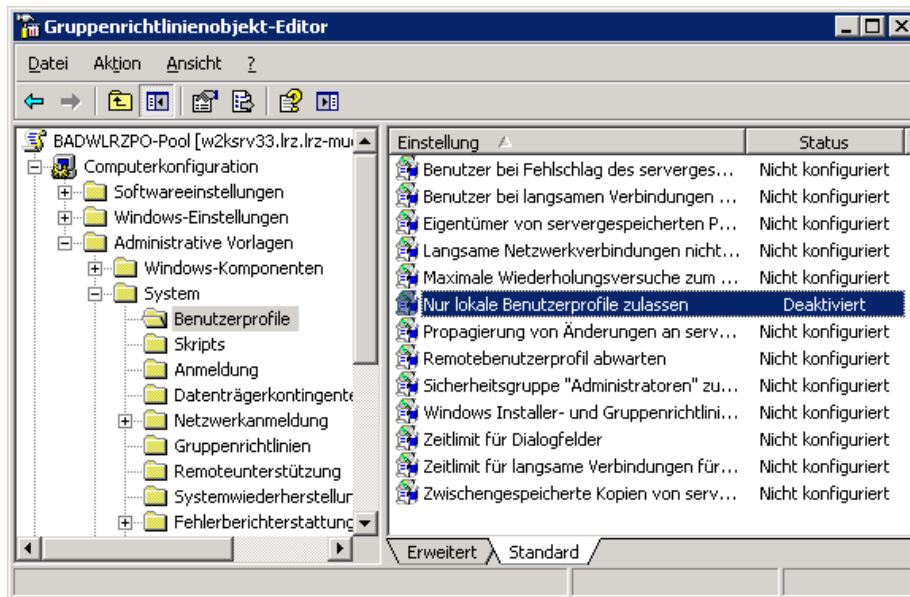 Gruppenrichtlinienobjekt-Editor
Datei Aktion Ansicht ?
BADWLRZPO-Pool [w2ksrv33.lrz.lrz-mu
Computerkonfiguration
Softwareeinstellungen
Windows-Einstellungen
Administrative Vorlagen
Windows-Komponenten
System
Benutzerprofile
Skripts
Anmeldung
Datenträgerkontingente
Netzwerkanmeldung
Gruppenrichtlinien
Remoteunterstützung
Systemwiederherstellur
Fehlerberichterstattung
Einstellung Status
Benutzer bei Fehlschlag des serverges... Nicht konfiguriert
Benutzer bei langsamen Verbindungen ... Nicht konfiguriert
Eigentümer von servergespeicherten P... Nicht konfiguriert
Langsame Netzwerkverbindungen nicht... Nicht konfiguriert
Maximale Wiederholungsversuche zum ... Nicht konfiguriert
Nur lokale Benutzerprofile zulassen Deaktiviert
Propagierung von Änderungen an serv... Nicht konfiguriert
Remotebenutzerprofil abwarten Nicht konfiguriert
Sicherheitsgruppe "Administratoren" zu... Nicht konfiguriert
Windows Installer- und Gruppenrichtlini... Nicht konfiguriert
Zeitlimit für Dialogfelder Nicht konfiguriert
Zeitlimit für langsame Verbindungen für... Nicht konfiguriert
Zwischengespeicherte Kopien von serv... Nicht konfiguriert
Erweitert Standard